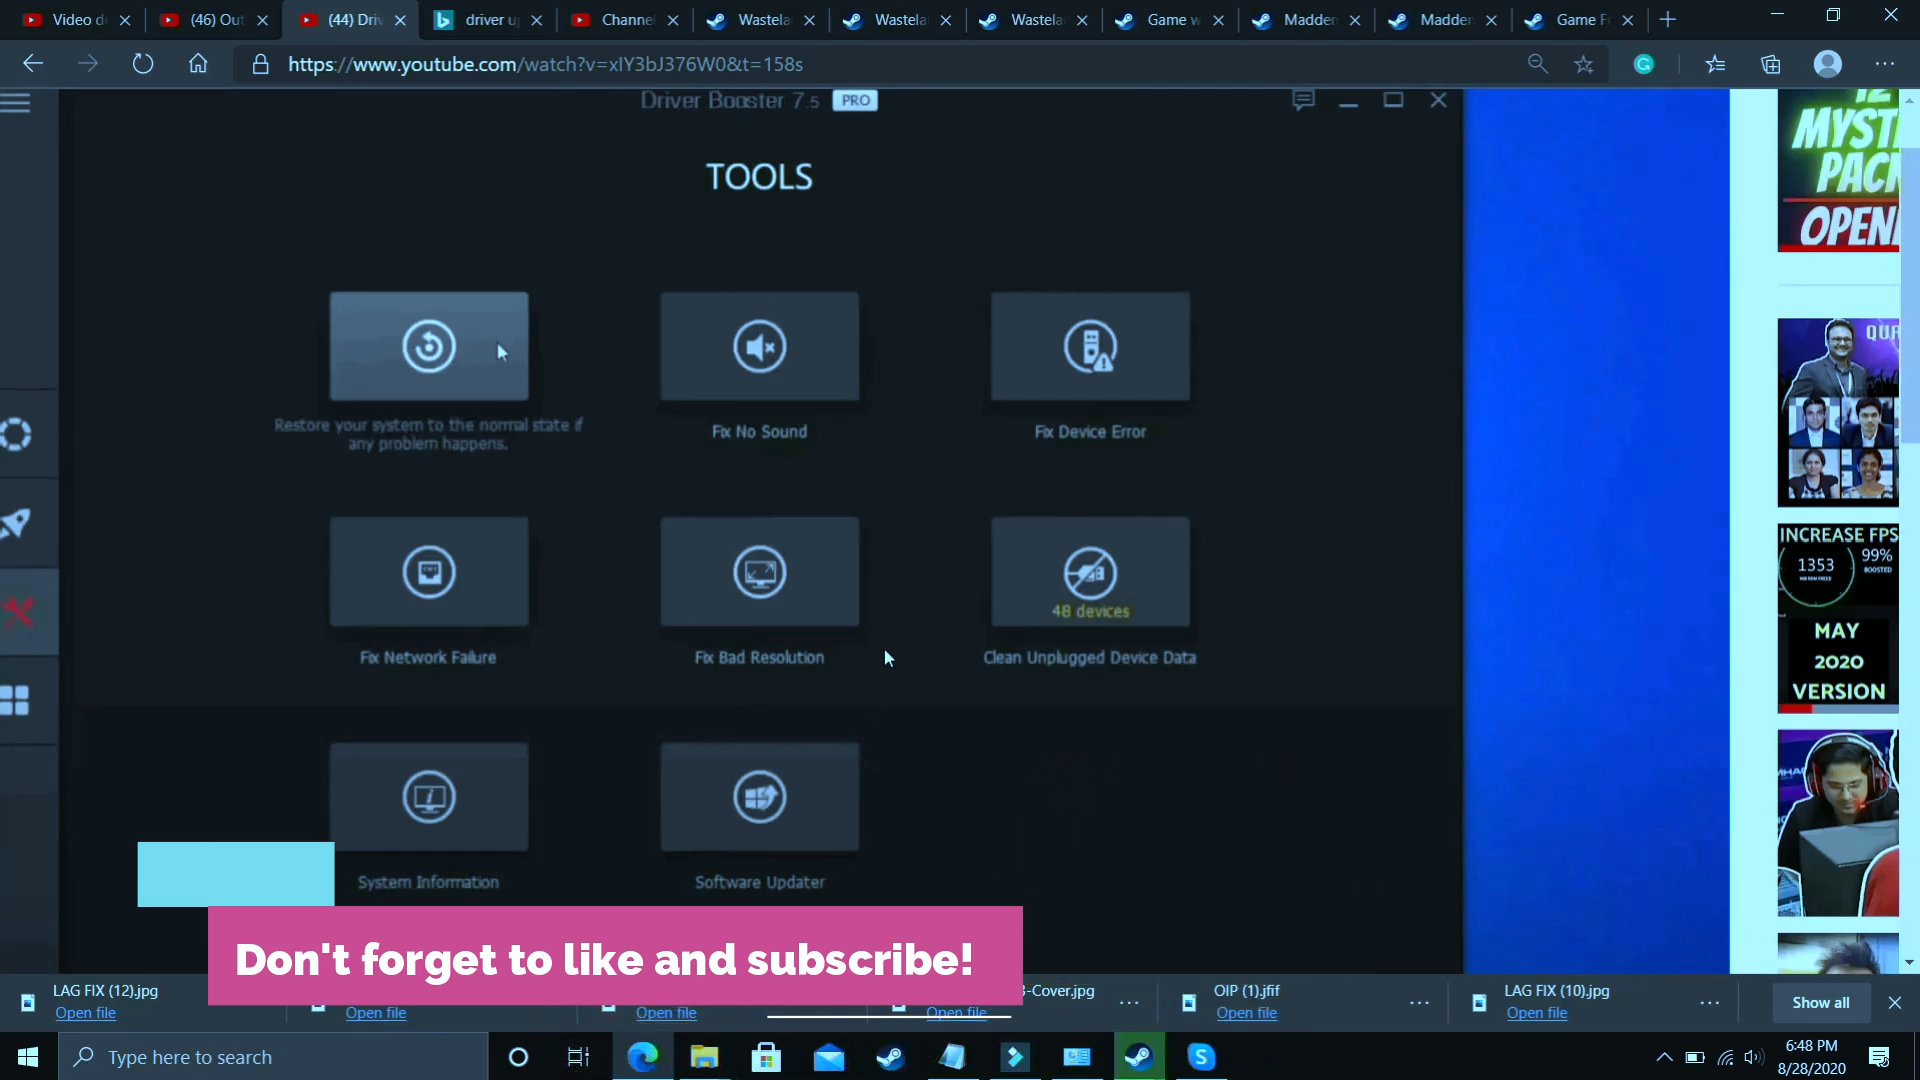 Video d
(46) Out
(44) Driv
driver u
Channel
Wastela
Wastela
Wastela
Game w
Madden
Madden
Game F
https://www.youtube.com/watch?v=xIY3bJ376W0&t=158s
Driver Booster 7.5 PRO
TOOLS
Restore your system to the normal state if
any problem happens.
Fix No Sound
Fix Device Error
48 devices
Fix Network Failure
Fix Bad Resolution
Clean Unplugged Device Data
System Information
Software Updater
12
MYST
PACK
OPEN
QU
INCREASE FPS
1353
99%
BOOSTED
MAY
2020
VERSION
Don't forget to like and subscribe!
LAG FIX (12).jpg
Open file
Open file
Open file
3-Cover.jpg
Open file
OIP (1).jfif
Open file
LAG FIX (10).jpg
Open file
Show all
Type here to search
6:48 PM
8/28/2020